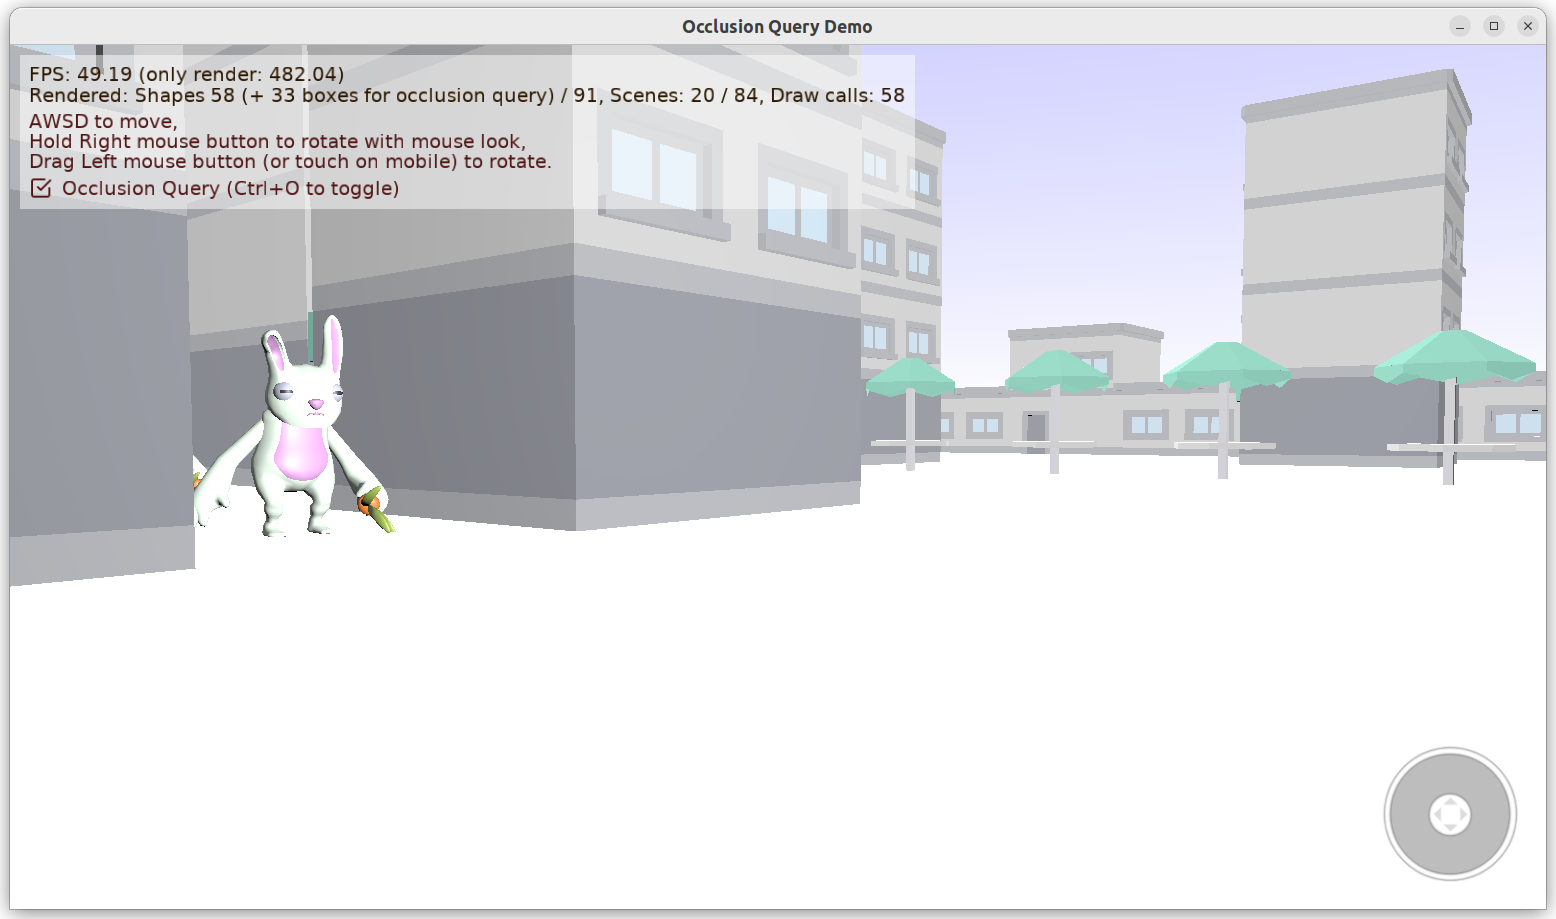 Occlusion Query Demo
FPS: 49.19 (only render: 482.04)
Rendered: Shapes 58 (+ 33 boxes for occlusion query) / 91, Scenes: 20 / 84, Draw calls: 58
AWSD to move,
Hold Right mouse button to rotate with mouse look,
Drag Left mouse button (or touch on mobile) to rotate.
Occlusion Query (Ctrl+O to toggle)